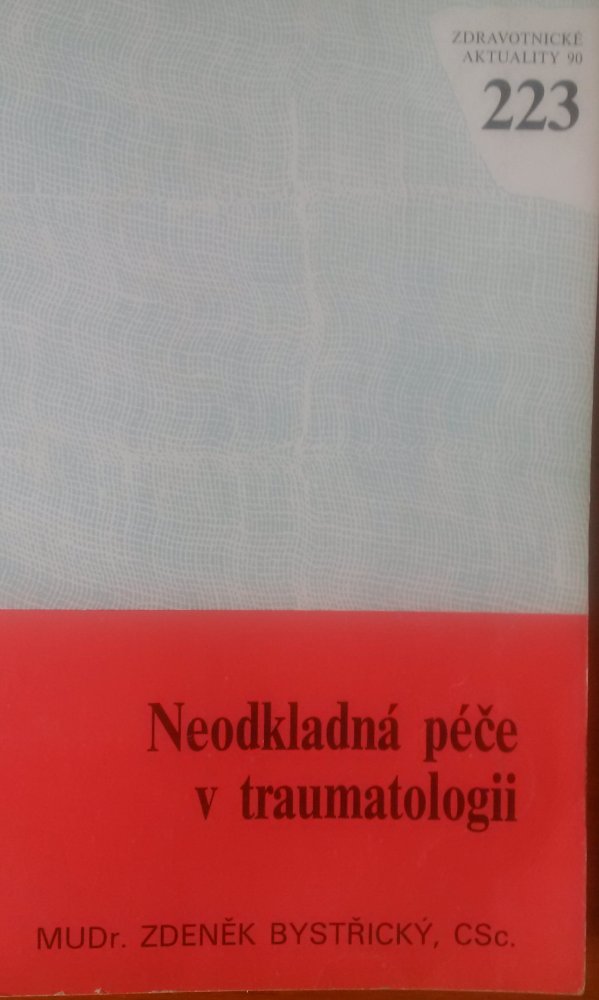 ZDRAVOTNICKÉ
AKTUALITY 90
223
Neodkladná péče
v traumatologii
MUDr. ZDENĚK BYSTŘICKÝ, CSc.